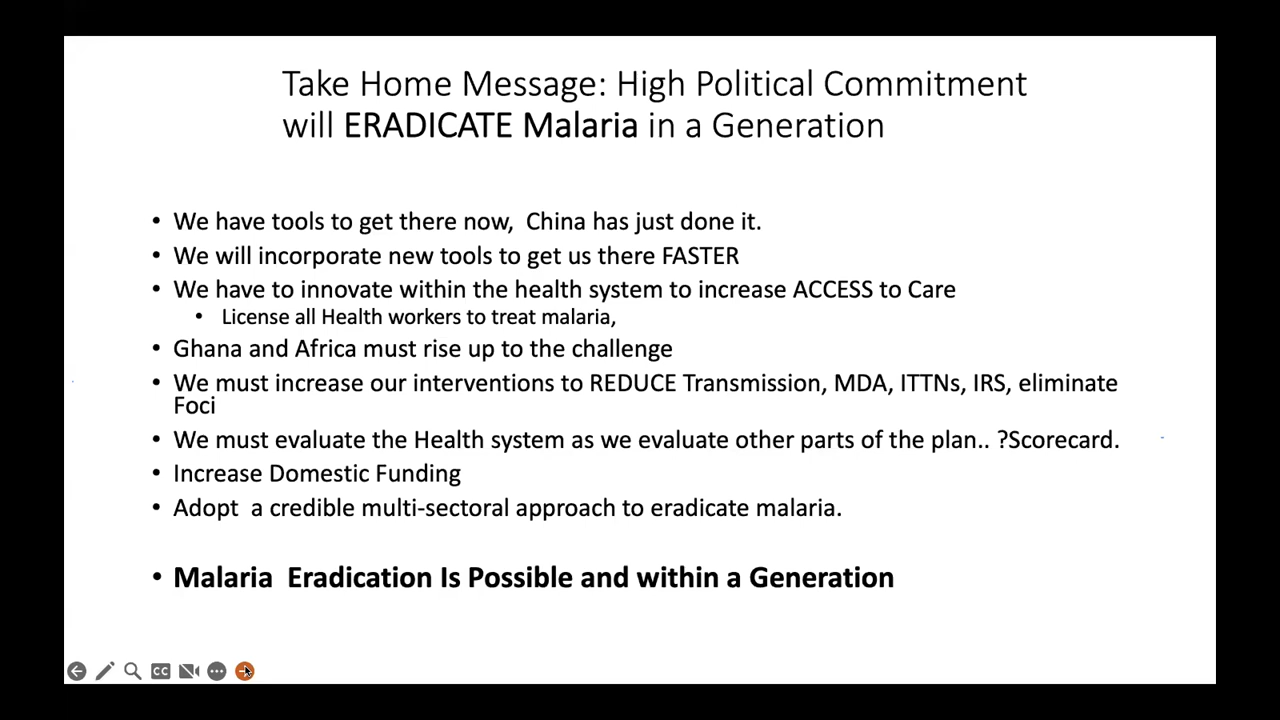 Take Home Message: High Political Commitment
will ERADICATE Malaria in a Generation
• We have tools to get there now,  China has just done it.
• We will incorporate new tools to get us there FASTER
• We have to innovate within the health system to increase ACCESS to Care
• License all Health workers to treat malaria,
• Ghana and Africa must rise up to the challenge
• We must increase our interventions to REDUCE Transmission, MDA, ITTNs, IRS, eliminate
Foci
• We must evaluate the Health system as we evaluate other parts of the plan.. ?Scorecard.
• Increase Domestic Funding
• Adopt  a credible multi-sectoral approach to eradicate malaria.
• Malaria  Eradication Is Possible and within a Generation
CC